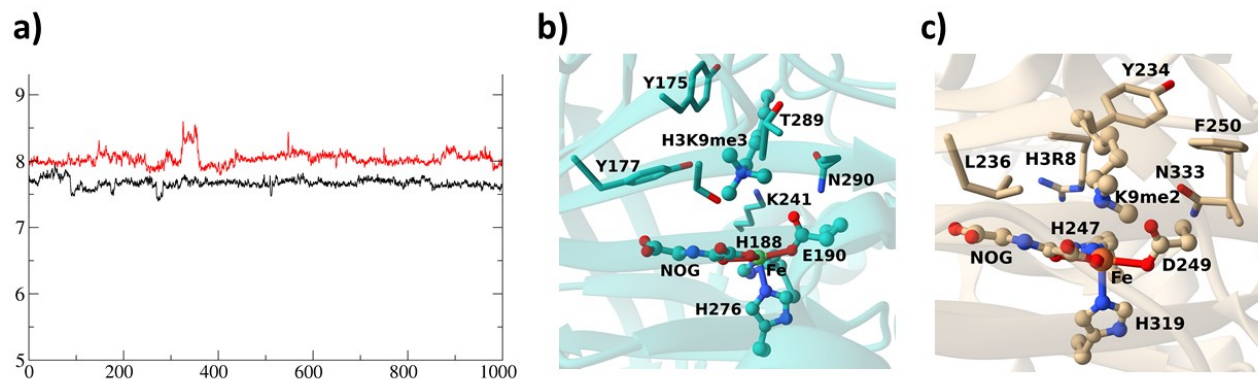 a)
9
8
7
6
5
0
200
400
600
800
1000
b)
Y175
T289
H3K9me3
Y177
N290
K241
H188
E190
NOG
Fe
H276
c)
Y234
F250
L236
H3R8
N333
K9me2
H247
NOG
D249
Fe
H319